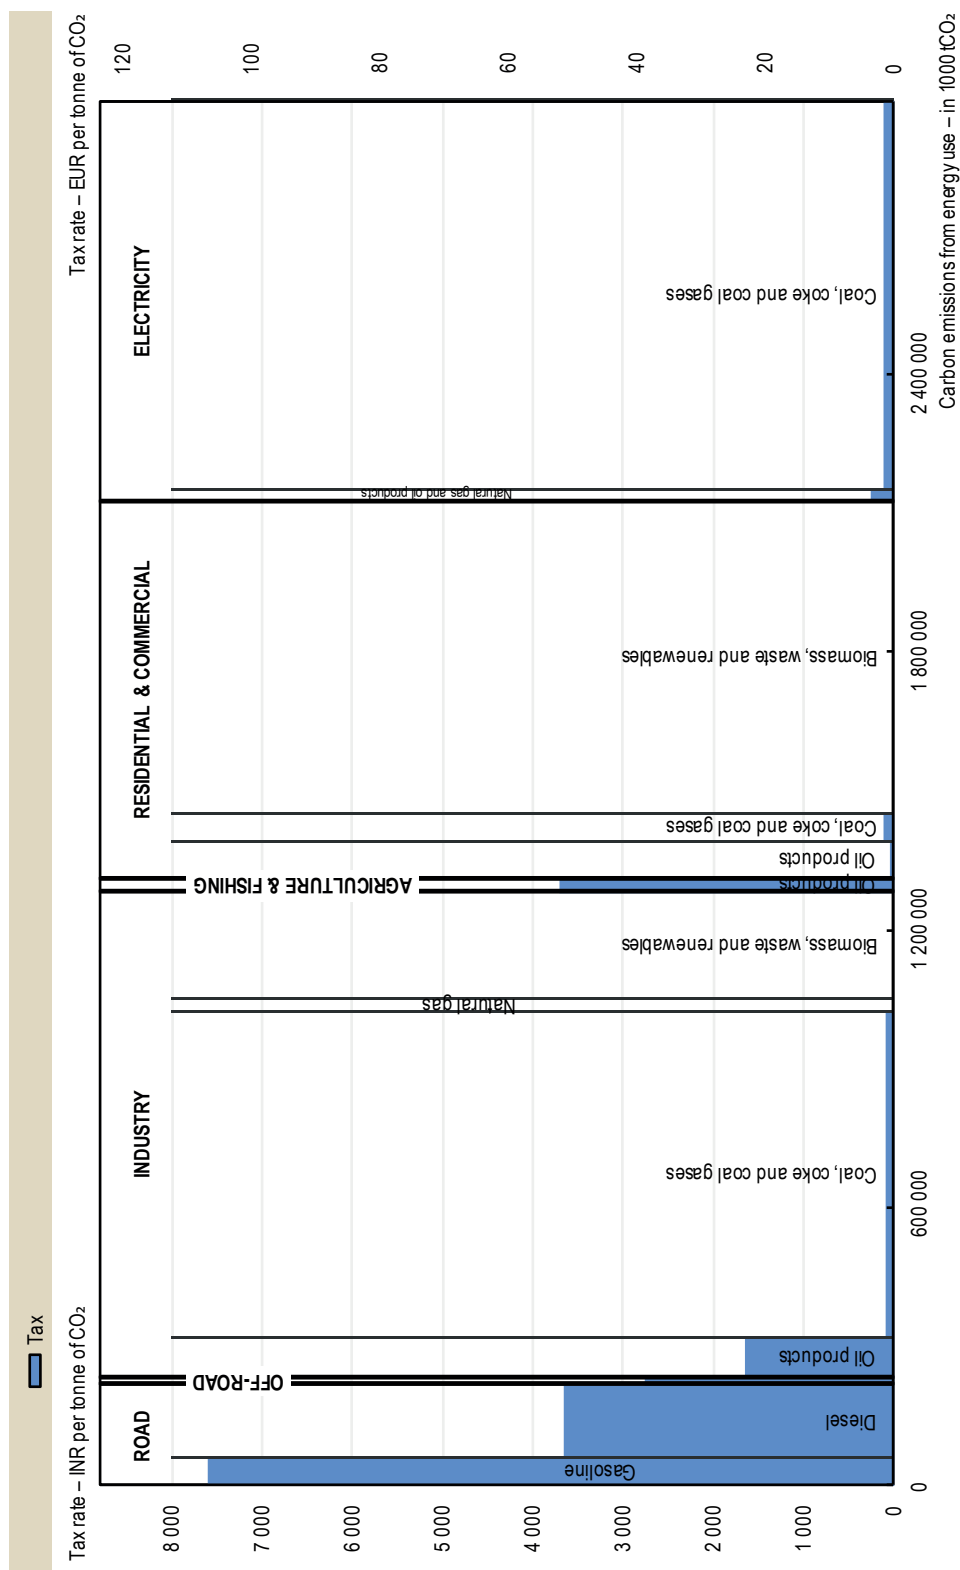 Tax
Tax rate – INR per tonne of CO₂
Tax rate – EUR per tonne of CO₂
ROAD
OFF-ROAD
INDUSTRY
AGRICULTURE & FISHING
RESIDENTIAL & COMMERCIAL
ELECTRICITY
8 000
7 000
6 000
5 000
4 000
3 000
2 000
1 000
0
120
100
80
60
40
20
0
Gasoline
Diesel
Oil products
Coal, coke and coal gases
Natural gas
Biomass, waste and renewables
Oil products
Oil products
Coal, coke and coal gases
Biomass, waste and renewables
Natural gas and oil products
Coal, coke and coal gases
0
600 000
1 200 000
1 800 000
2 400 000
Carbon emissions from energy use – in 1000 tCO₂